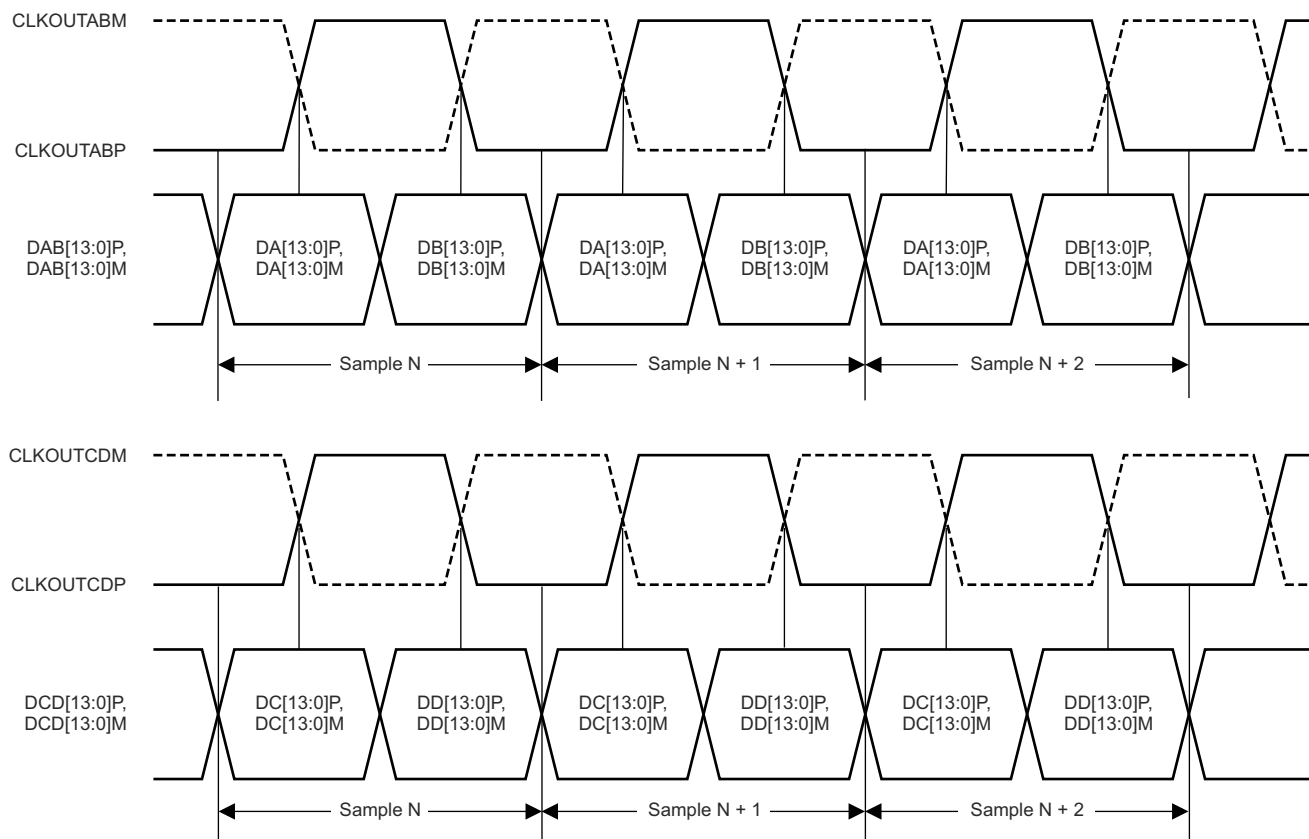 CLKOUTABM
CLKOUTABP
DAB[13:0]P,
DAB[13:0]M
DA[13:0]P,
DA[13:0]M
DB[13:0]P,
DB[13:0]M
DA[13:0]P,
DA[13:0]M
DB[13:0]P,
DB[13:0]M
DA[13:0]P,
DA[13:0]M
DB[13:0]P,
DB[13:0]M
Sample N
Sample N + 1
Sample N + 2
CLKOUTCDM
CLKOUTCDP
DCD[13:0]P,
DCD[13:0]M
DC[13:0]P,
DC[13:0]M
DD[13:0]P,
DD[13:0]M
DC[13:0]P,
DC[13:0]M
DD[13:0]P,
DD[13:0]M
DC[13:0]P,
DC[13:0]M
DD[13:0]P,
DD[13:0]M
Sample N
Sample N + 1
Sample N + 2